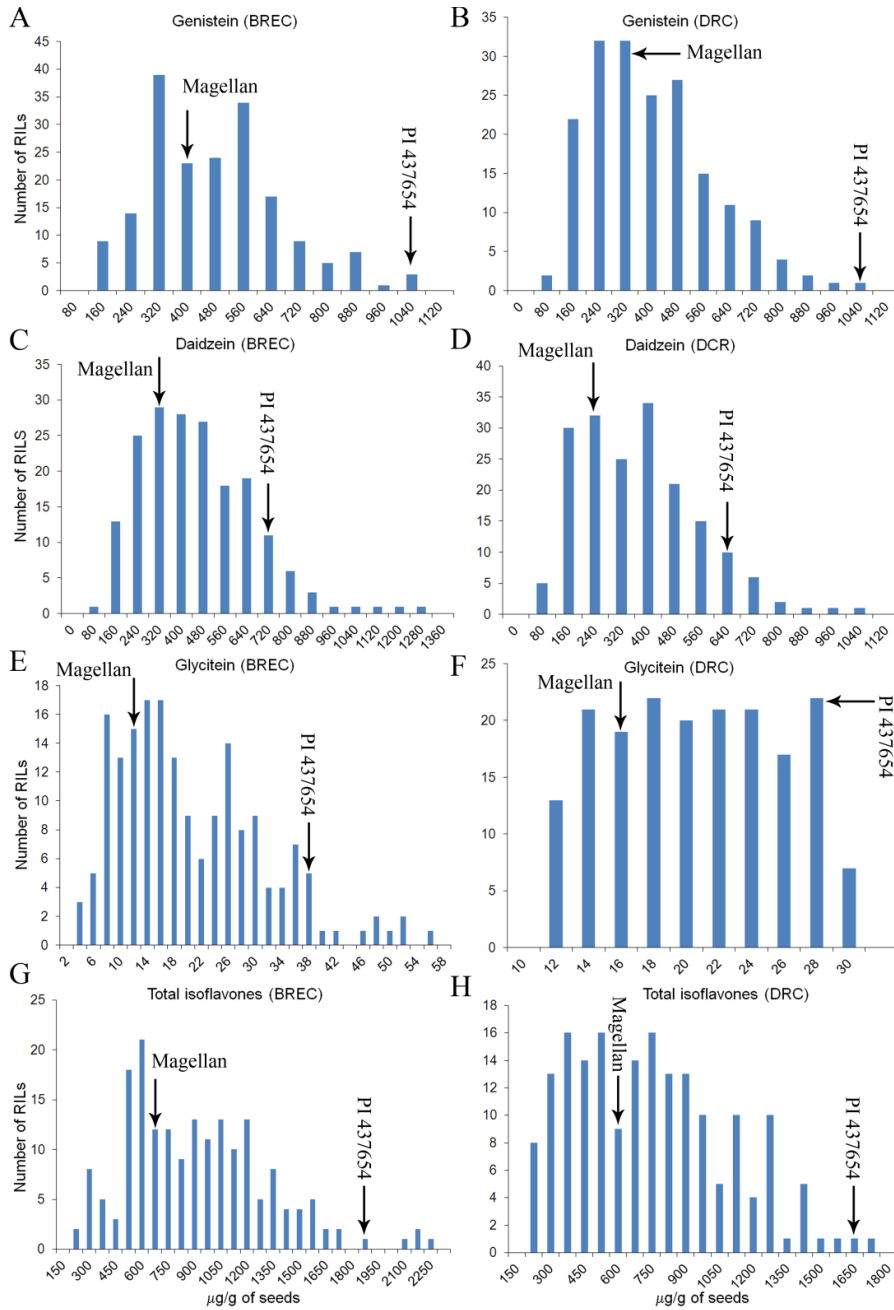 A
Genistein (BREC)
Number of RILs
45
40
35
30
25
20
15
10
5
0
Magellan
PI 437654
80 160 240 320 400 480 560 640 720 800 880 960 1040 1120
B
Genistein (DRC)
35
30
25
20
15
10
5
0
Magellan
PI 437654
0 80 160 240 320 400 480 560 640 720 800 880 960 1040 1120
C
Daidzein (BREC)
Number of RILS
35
30
25
20
15
10
5
0
Magellan
PI 437654
0 80 160 240 320 400 480 560 640 720 800 960 1040 1120 1200 1280 1360
D
Daidzein (DCR)
40
35
30
25
20
15
10
5
0
Magellan
PI 437654
0 80 160 240 320 400 480 560 640 720 800 880 960 1040 1120
E
Glycitein (BREC)
Number of RILs
18
16
14
12
10
8
6
4
2
0
Magellan
PI 437654
2 6 10 14 18 22 26 30 34 38 42 46 50 54 58
F
Glycitein (DRC)
25
20
15
10
5
0
Magellan
PI 437654
10 12 14 16 18 20 22 24 26 28 30
G
Total isoflavones (BREC)
Number of RILs
25
20
15
10
5
0
Magellan
PI 437654
150 300 450 600 750 900 1050 1200 1350 1500 1650 1800 1950 2100 2250
µg/g of seeds
H
Total isoflavones (DRC)
18
16
14
12
10
8
6
4
2
0
Magellan
PI 437654
150 300 450 600 750 900 1050 1200 1350 1500 1650 1800
µg/g of seeds